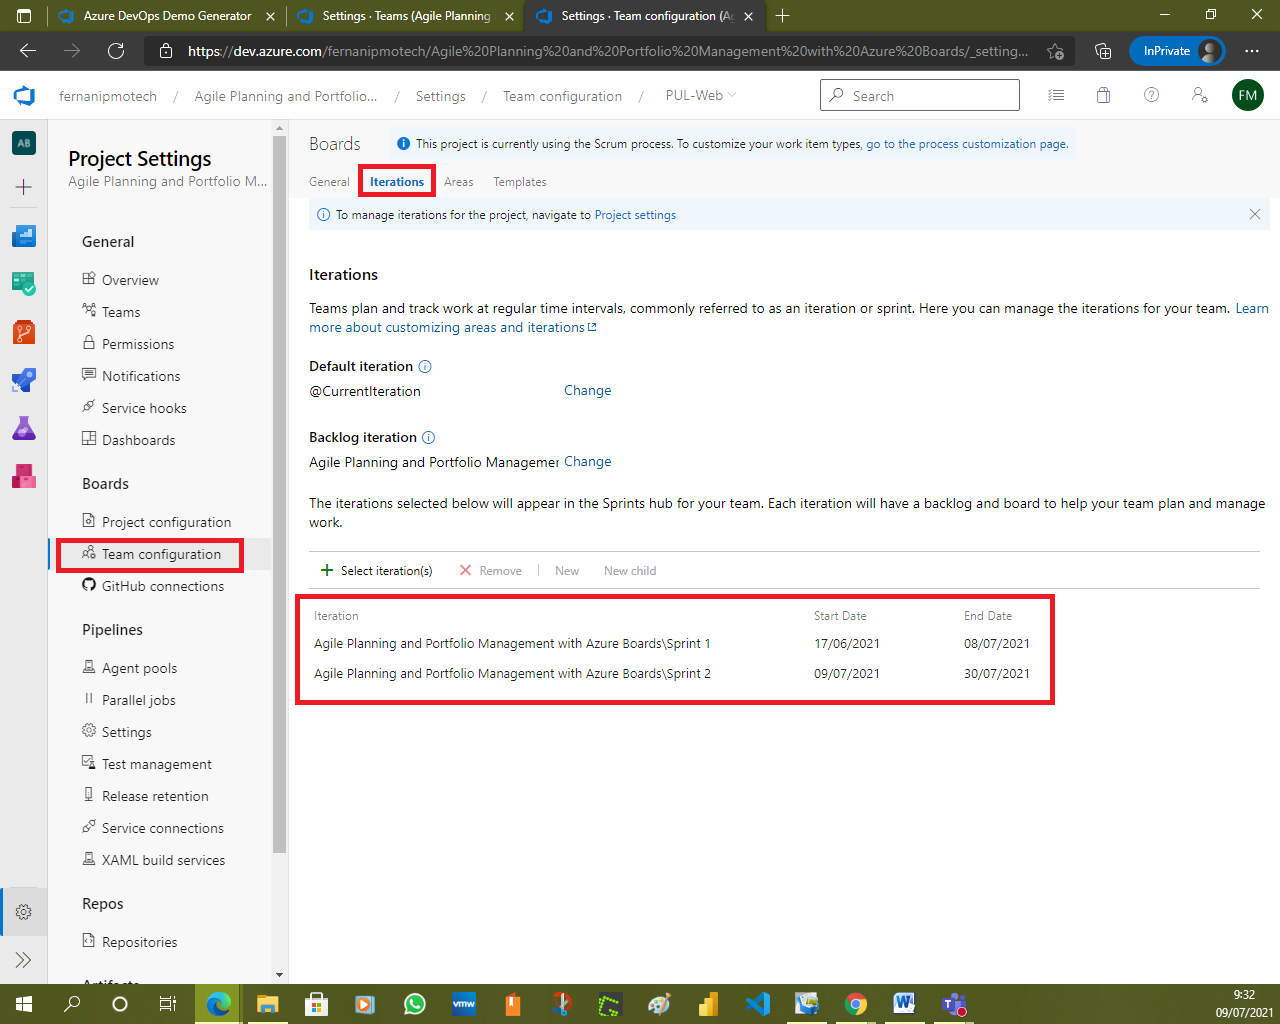 Azure DevOps Demo Generator
Settings · Teams (Agile Planning
Settings · Team configuration (Ag
https://dev.azure.com/fernanipmotech/Agile%20Planning%20and%20Portfolio%20Management%20with%20Azure%20Boards/_setting...
InPrivate
fernanipmotech / Agile Planning and Portfolio... / Settings / Team configuration / PUL-Web
Search
FM
AB
Project Settings
Agile Planning and Portfolio M...
General
Overview
Teams
Permissions
Notifications
Service hooks
Dashboards
Boards
Project configuration
Team configuration
GitHub connections
Pipelines
Agent pools
Parallel jobs
Settings
Test management
Release retention
Service connections
XAML build services
Repos
Repositories
Artifacts
Boards
This project is currently using the Scrum process. To customize your work item types, go to the process customization page.
General Iterations Areas Templates
To manage iterations for the project, navigate to Project settings
Iterations
Teams plan and track work at regular time intervals, commonly referred to as an iteration or sprint. Here you can manage the iterations for your team. Learn
more about customizing areas and iterations
Default iteration
@CurrentIteration Change
Backlog iteration
Agile Planning and Portfolio Managemen Change
The iterations selected below will appear in the Sprints hub for your team. Each iteration will have a backlog and board to help your team plan and manage
work.
Select iteration(s) Remove New New child
Iteration Start Date End Date
Agile Planning and Portfolio Management with Azure Boards\Sprint 1 17/06/2021 08/07/2021
Agile Planning and Portfolio Management with Azure Boards\Sprint 2 09/07/2021 30/07/2021
vmw
9:32
09/07/2021